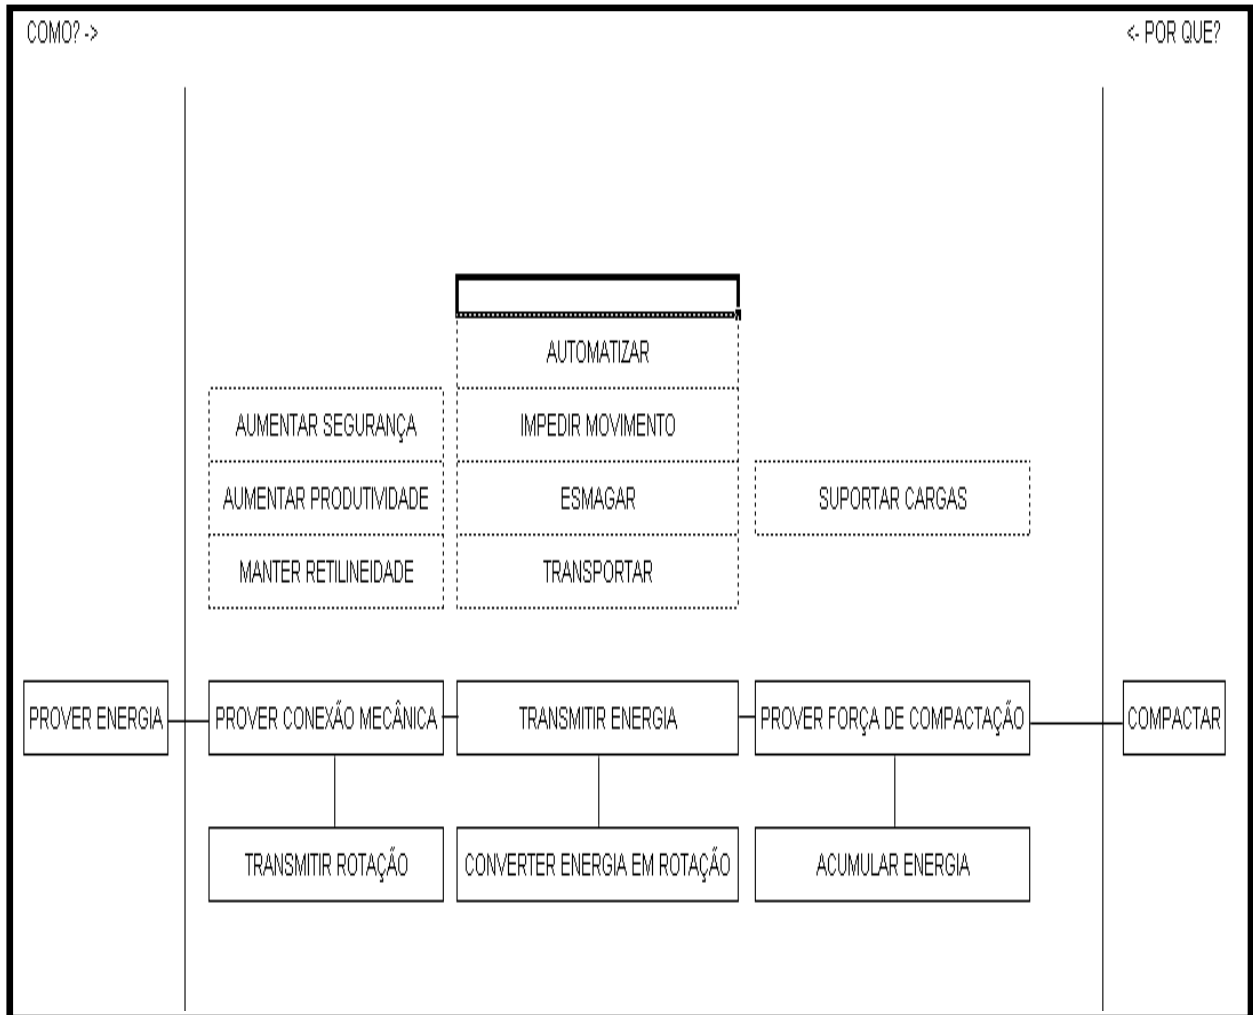 COMO? ->
<- POR QUE?
AUTOMATIZAR
AUMENTAR SEGURANÇA
IMPEDIR MOVIMENTO
AUMENTAR PRODUTIVIDADE
ESMAGAR
SUPORTAR CARGAS
MANTER RETILINEIDADE
TRANSPORTAR
PROVER ENERGIA
PROVER CONEXÃO MECÂNICA
TRANSMITIR ENERGIA
PROVER FORÇA DE COMPACTAÇÃO
COMPACTAR
TRANSMITIR ROTAÇÃO
CONVERTER ENERGIA EM ROTAÇÃO
ACUMULAR ENERGIA